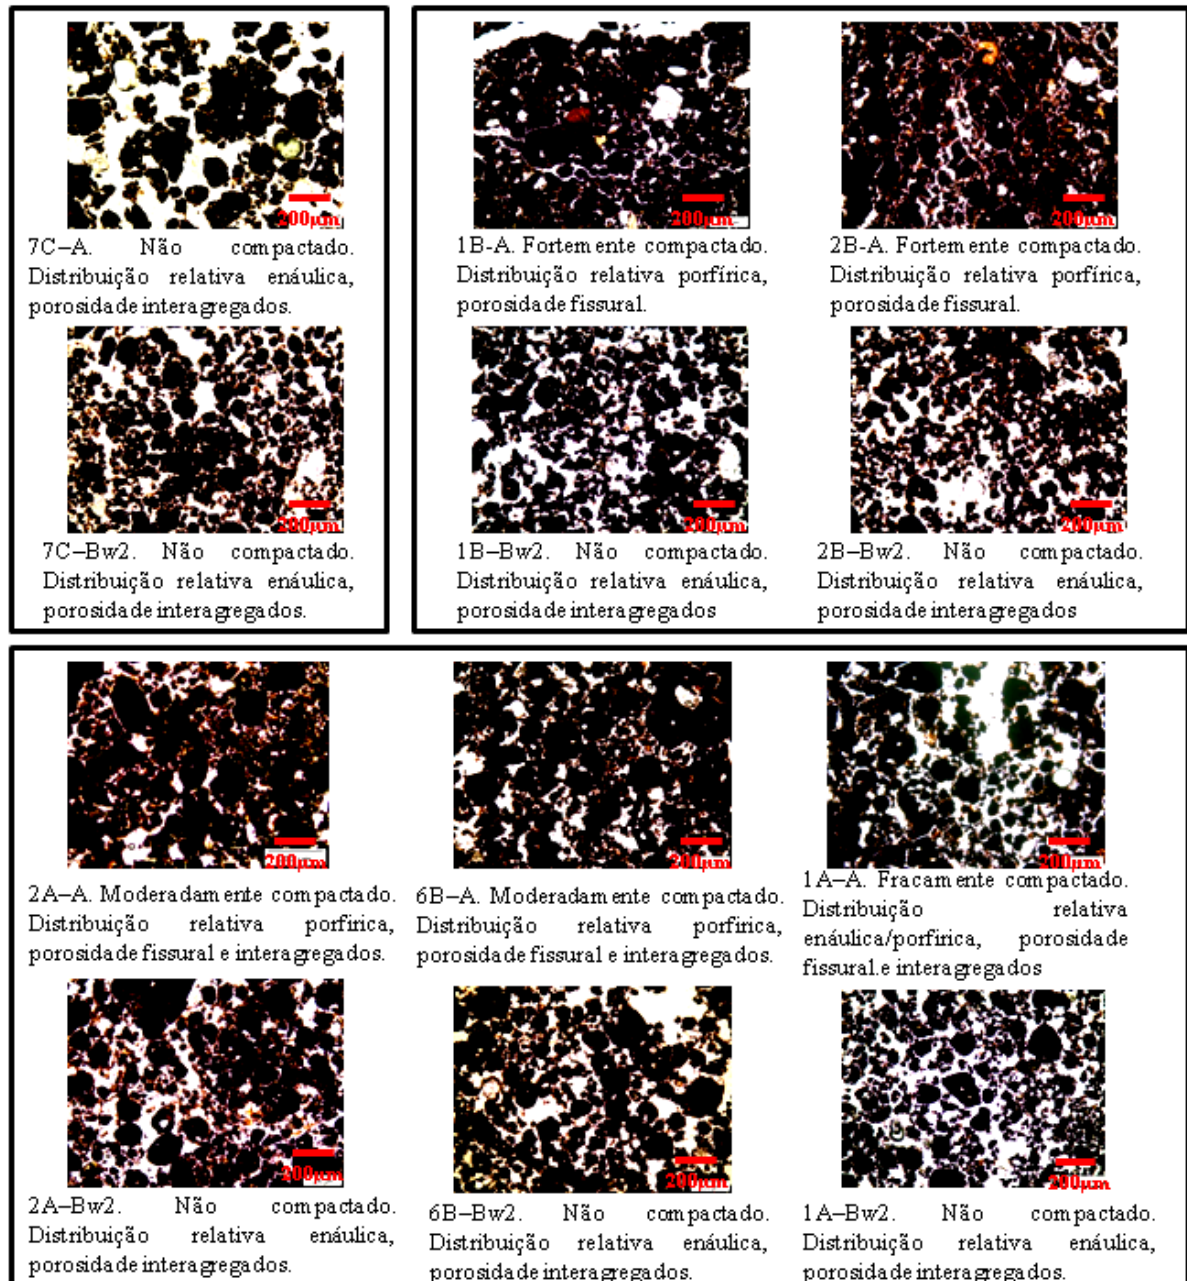 200µm
7C–A. Não compactado.
Distribuição relativa enáulica,
porosidade interagregados.
200µm
1B-A. Fortemente compactado.
Distribuição relativa porfírica,
porosidade fissural.
200µm
2B-A. Fortemente compactado.
Distribuição relativa porfírica,
porosidade fissural.
200µm
7C–Bw2. Não compactado.
Distribuição relativa enáulica,
porosidade interagregados.
200µm
1B–Bw2. Não compactado.
Distribuição relativa enáulica,
porosidade interagregados
200µm
2B–Bw2. Não compactado.
Distribuição relativa enáulica,
porosidade interagregados
200µm
2A–A. Moderadamente compactado.
Distribuição relativa porfirica,
porosidade fissural e interagregados.
200µm
6B–A. Moderadamente compactado.
Distribuição relativa porfirica,
porosidade fissural e interagregados.
200µm
1A–A. Fracamente compactado.
Distribuição relativa
enáulica/porfirica, porosidade
fissural.e interagregados
200µm
2A–Bw2. Não compactado.
Distribuição relativa enáulica,
porosidade interagregados.
200µm
6B–Bw2. Não compactado.
Distribuição relativa enáulica,
porosidade interagregados.
200µm
1A–Bw2. Não compactado.
Distribuição relativa enáulica,
porosidade interagregados.